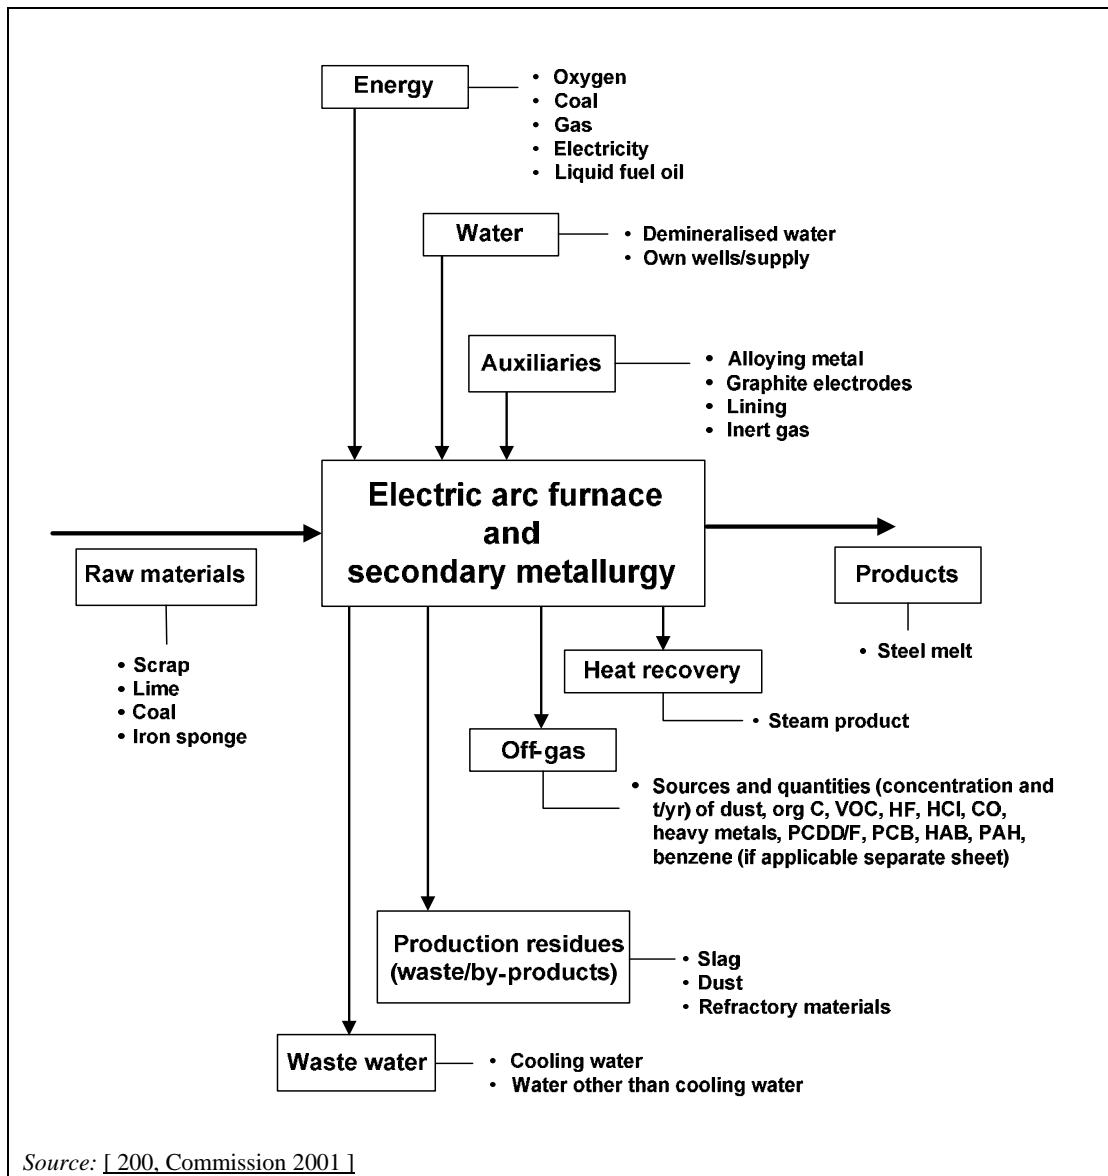 Energy
• Oxygen
• Coal
• Gas
• Electricity
• Liquid fuel oil
Water
• Demineralised water
• Own wells/supply
Auxiliaries
• Alloying metal
• Graphite electrodes
• Lining
• Inert gas
Electric arc furnace
and
secondary metallurgy
Raw materials
• Scrap
• Lime
• Coal
• Iron sponge
Products
• Steel melt
Heat recovery
• Steam product
Off-gas
• Sources and quantities (concentration and
t/yr) of dust, org C, VOC, HF, HCl, CO,
heavy metals, PCDD/F, PCB, HAB, PAH,
benzene (if applicable separate sheet)
Production residues
(waste/by-products)
• Slag
• Dust
• Refractory materials
Waste water
• Cooling water
• Water other than cooling water
Source: [ 200, Commission 2001 ]